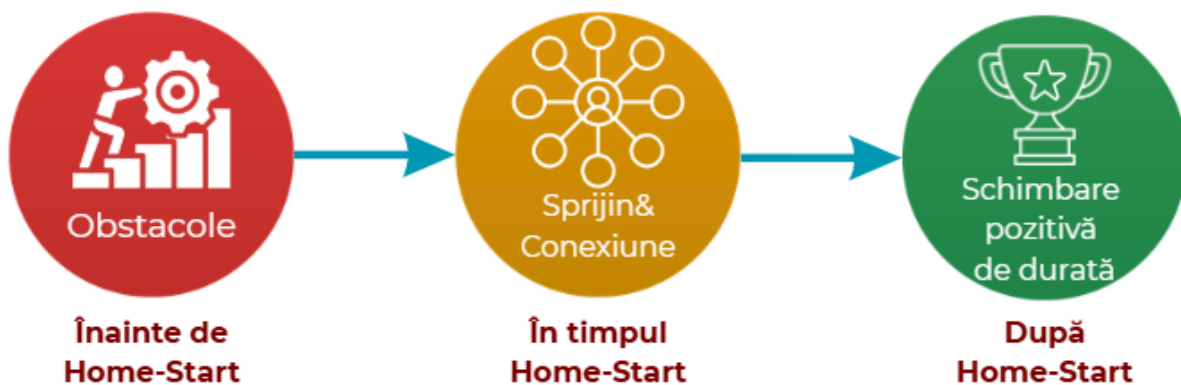 Obstacole
Sprijin&
Conexiune
Schimbare
pozitivă
de durată
Înainte de
Home-Start
În timpul
Home-Start
După
Home-Start